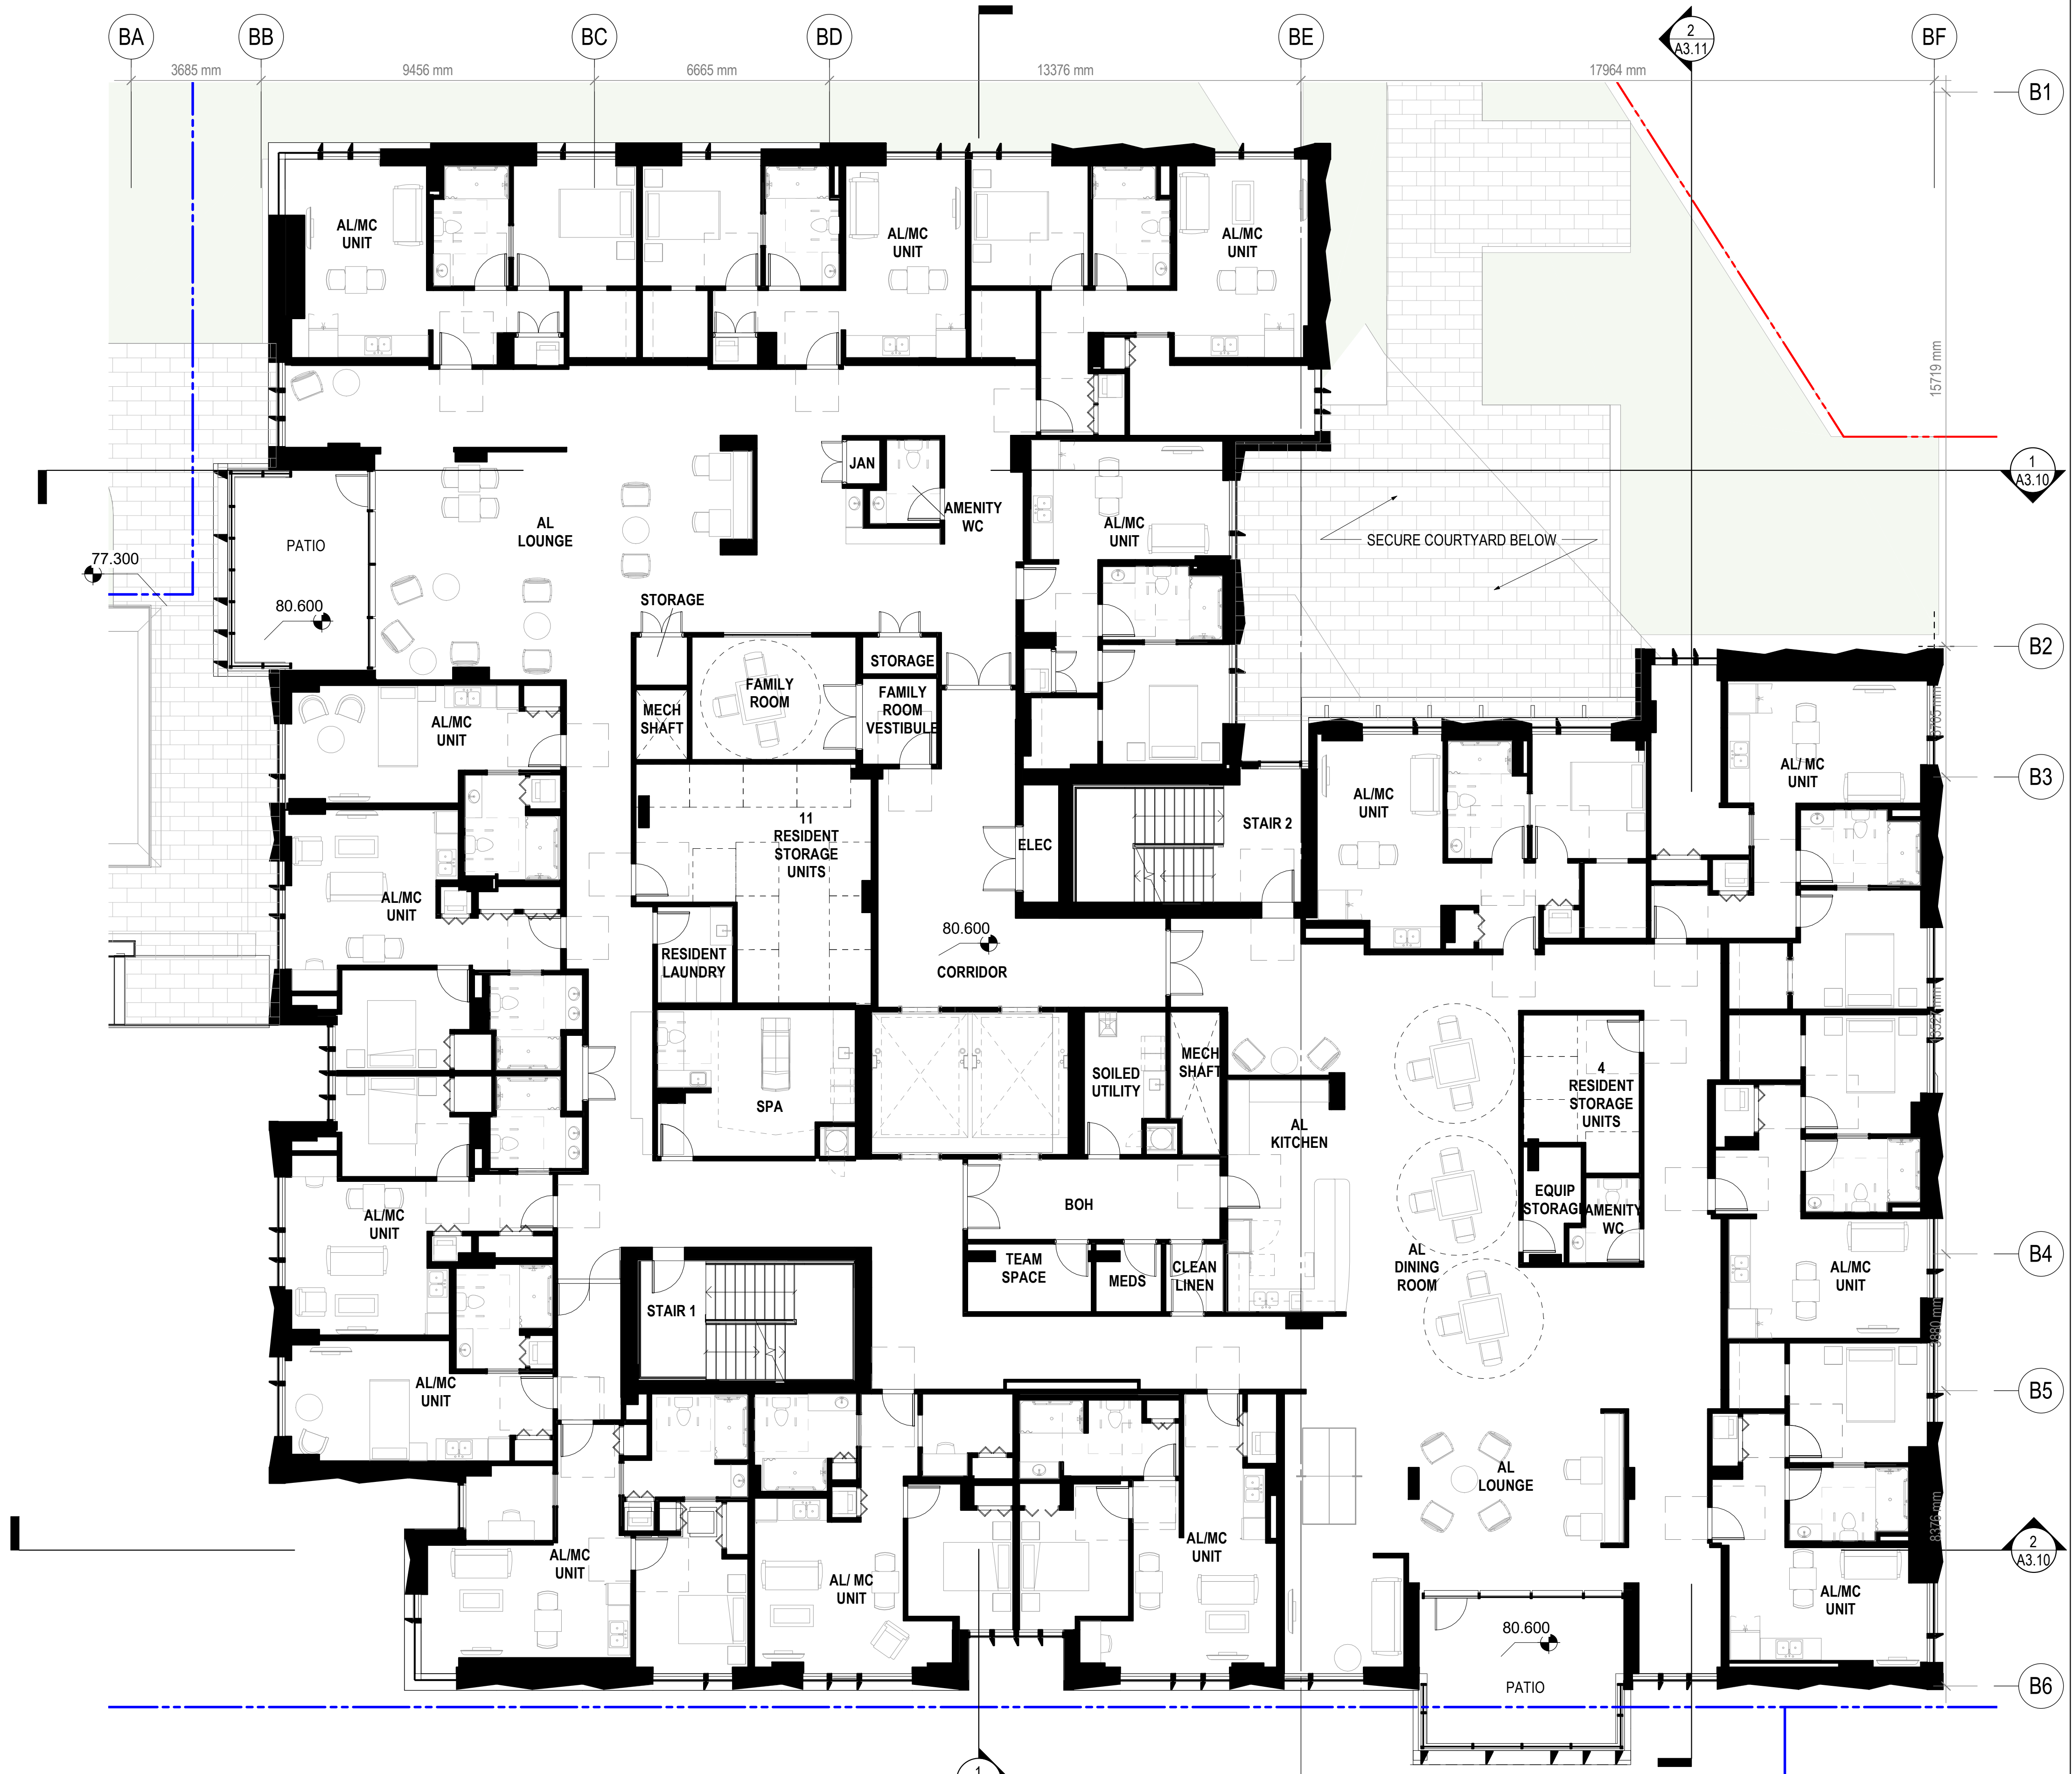 BA
BB
BC
BD
BE
2
A3.11
BF
3685 mm
9456 mm
6665 mm
13376 mm
17964 mm
B1
AL/MC
UNIT
AL/MC
UNIT
AL/MC
UNIT
15719 mm
JAN
AMENITY
WC
1
A3.10
AL
LOUNGE
AL/MC
UNIT
SECURE COURTYARD BELOW
PATIO
77.300
80.600
STORAGE
STORAGE
B2
FAMILY
ROOM
FAMILY
ROOM
VESTIBULE
MECH
SHAFT
AL/MC
UNIT
B3
AL/ MC
UNIT
AL/MC
UNIT
11
RESIDENT
STORAGE
UNITS
STAIR 2
ELEC
AL/MC
UNIT
80.600
CORRIDOR
RESIDENT
LAUNDRY
MECH
SHAFT
SOILED
UTILITY
4
RESIDENT
STORAGE
UNITS
SPA
AL
KITCHEN
AL/MC
UNIT
BOH
EQUIP
STORAGE
AMENITY
WC
AL
DINING
ROOM
B4
TEAM
SPACE
MEDS
CLEAN
LINEN
AL/MC
UNIT
STAIR 1
9880 mm
AL/MC
UNIT
B5
AL
LOUNGE
8376 mm
AL/MC
UNIT
AL/MC
UNIT
AL/ MC
UNIT
2
A3.10
AL/MC
UNIT
80.600
PATIO
B6
1